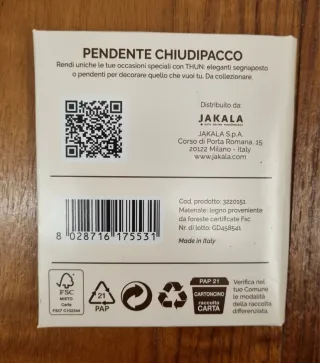 PENDENTE CHIUDIPACCO
Rendi uniche le tue occasioni speciali con THUN: eleganti segnaposto
o pendenti per decorare quello che vuoi tu. Da collezionare.
Distribuito da:
JAKALA
JAKALA S.p.A.
Corso di Porta Romana, 15
20122 Milano - Italy
www.jakala.com
8 028716 175531
Cod. prodotto: 3220151
Materiale: legno proveniente
da foreste certificate Fsc
Nr. di lotto: GD458541
Made in Italy
FSC
MISTO
Carta
21
PAP
PAP 21
CARTONCINO
raccolta
CARTA
Verifica nel
tuo Comune
le modalità
della raccolta
differenziata.